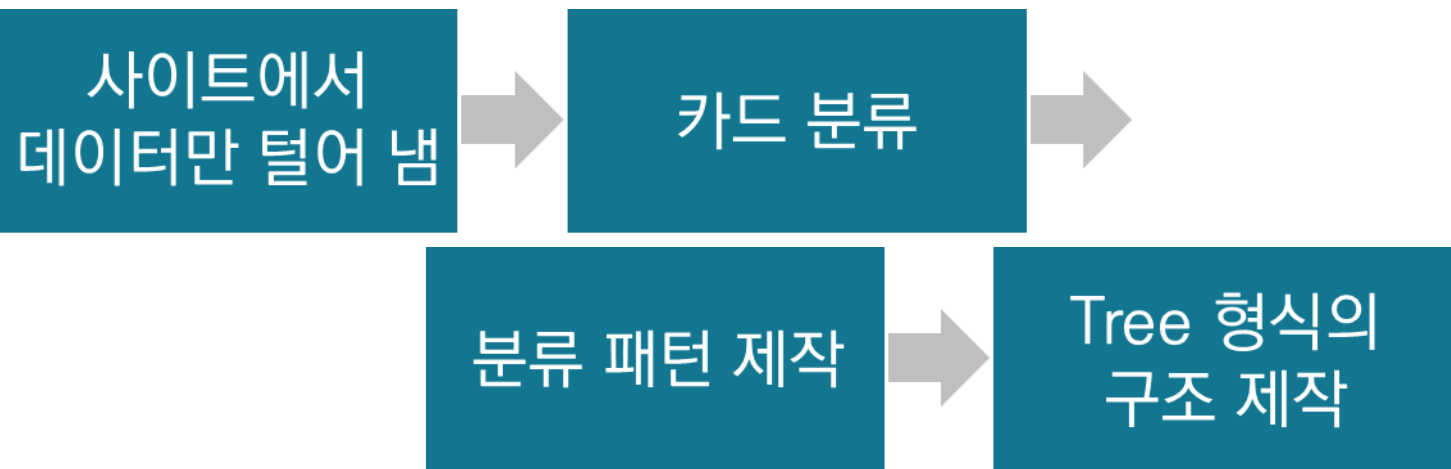 사이트에서
데이터만 털어 냄
카드 분류
분류 패턴 제작
Tree 형식의
구조 제작